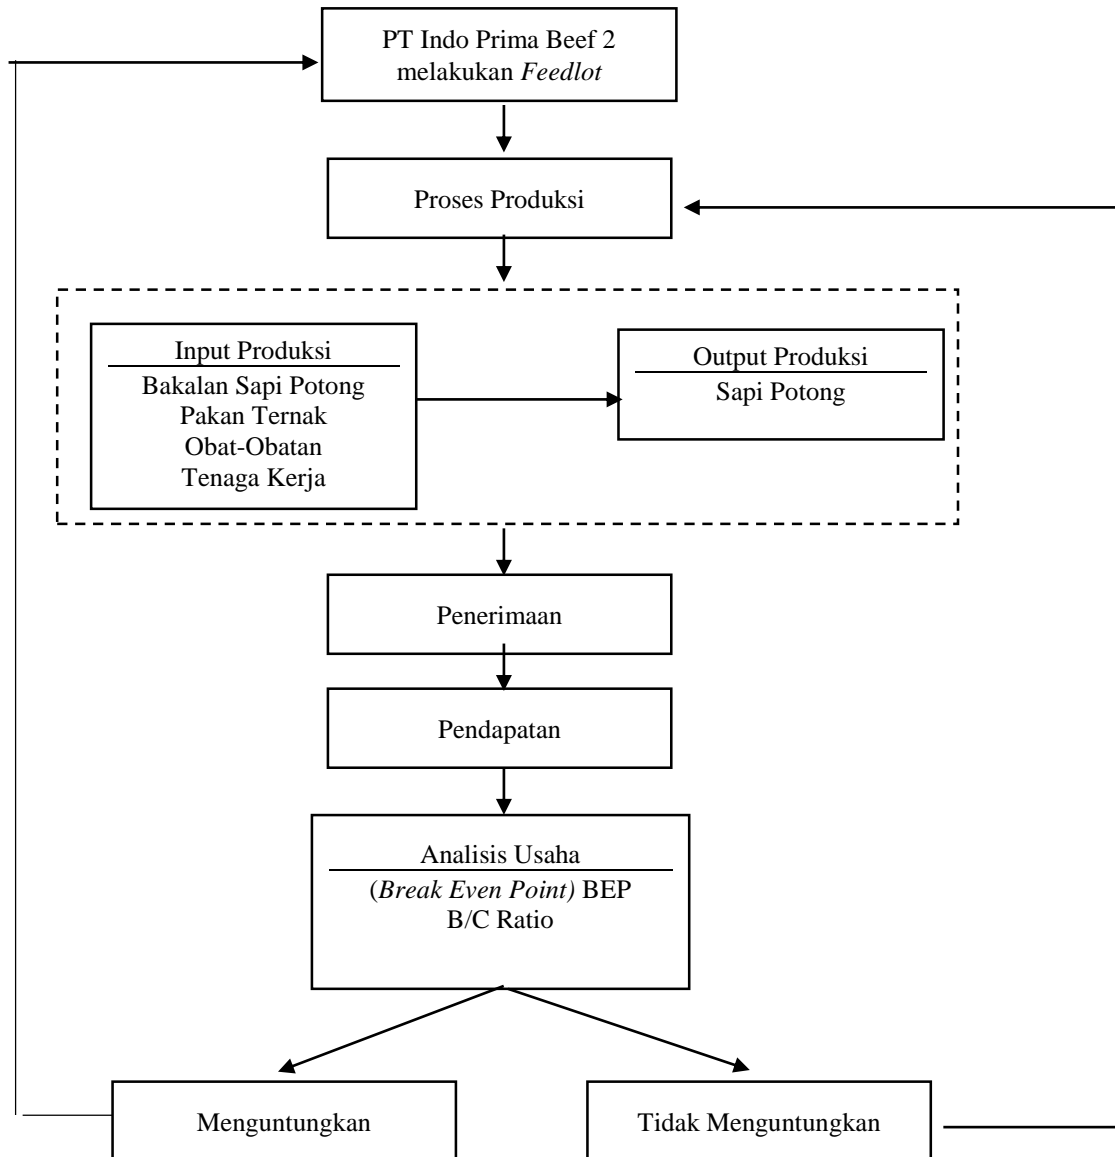 PT Indo Prima Beef 2
melakukan Feedlot
Proses Produksi
Input Produksi
Bakalan Sapi Potong
Pakan Ternak
Obat-Obatan
Tenaga Kerja
Output Produksi
Sapi Potong
Penerimaan
Pendapatan
Analisis Usaha
(Break Even Point) BEP
B/C Ratio
Menguntungkan
Tidak Menguntungkan